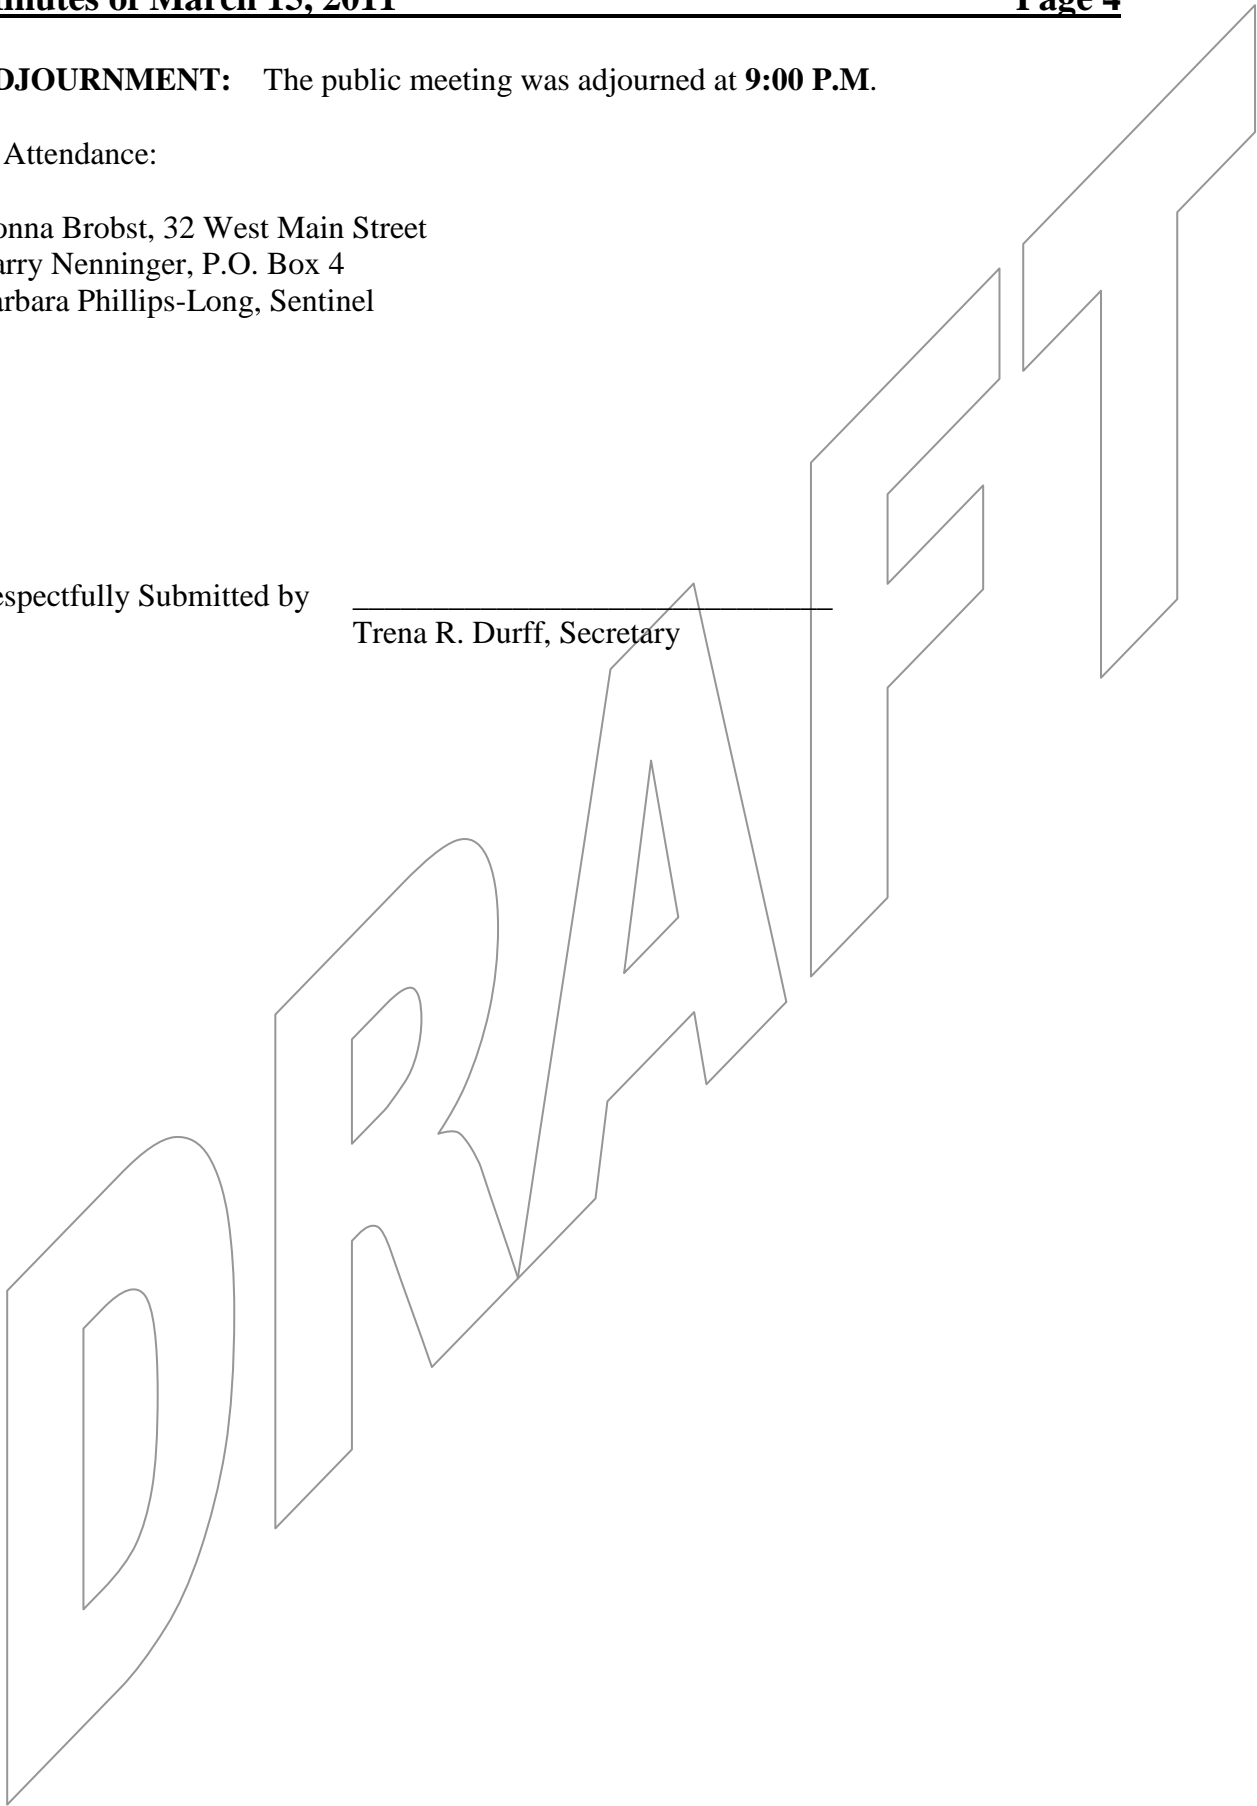 inutes of March 15, 2011 Page 4
DJOURNMENT: The public meeting was adjourned at 9:00 P.M.
Attendance:
onna Brobst, 32 West Main Street
arry Nenninger, P.O. Box 4
arbara Phillips-Long, Sentinel
espectfully Submitted by ______________________________
Trena R. Durff, Secretary
DRAFT